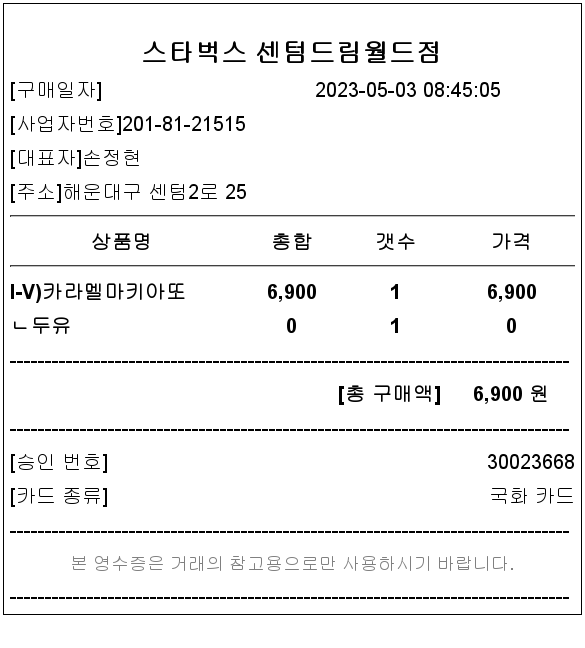 스타벅스 센텀드림월드점
[구매일자] 2023-05-03 08:45:05
[사업자번호]201-81-21515
[대표자]손정현
[주소]해운대구 센텀2로 25
상품명 총합 갯수 가격
I-V)카라멜마키아또 6,900 1 6,900
ㄴ두유 0 1 0
[총 구매액] 6,900 원
[승인 번호] 30023668
[카드 종류] 국화 카드
본 영수증은 거래의 참고용으로만 사용하시기 바랍니다.